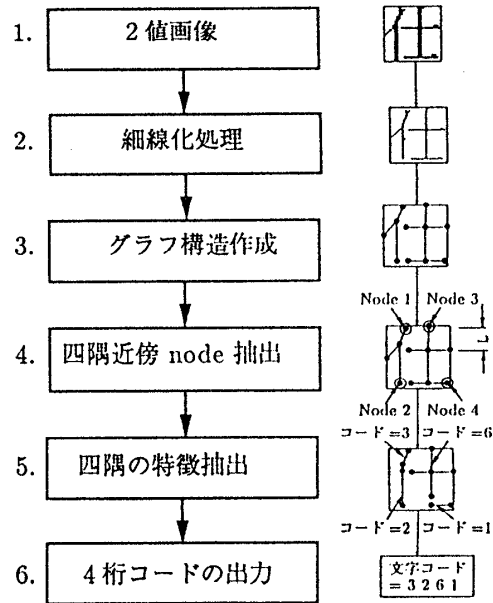 1. 2値画像
2. 細線化処理
3. グラフ構造作成
Node 1 Node 3
L
4. 四隅近傍 node 抽出
Node 2 Node 4
コード=3 コード=6
5. 四隅の特徴抽出
コード=2 コード=1
6. 4桁コードの出力
文字コード
=3261